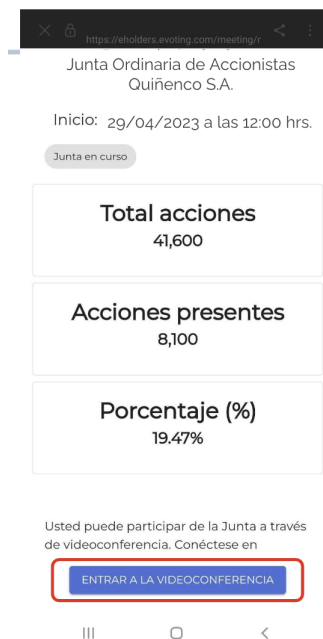 https://eholders.evoting.com/meeting/r
Junta Ordinaria de Accionistas
Quiñenco S.A.
Inicio: 29/04/2023 a las 12:00 hrs.
Junta en curso
Total acciones
41,600
Acciones presentes
8,100
Porcentaje (%)
19.47%
Usted puede participar de la Junta a través
de videoconferencia. Conéctese en
ENTRAR A LA VIDEOCONFERENCIA